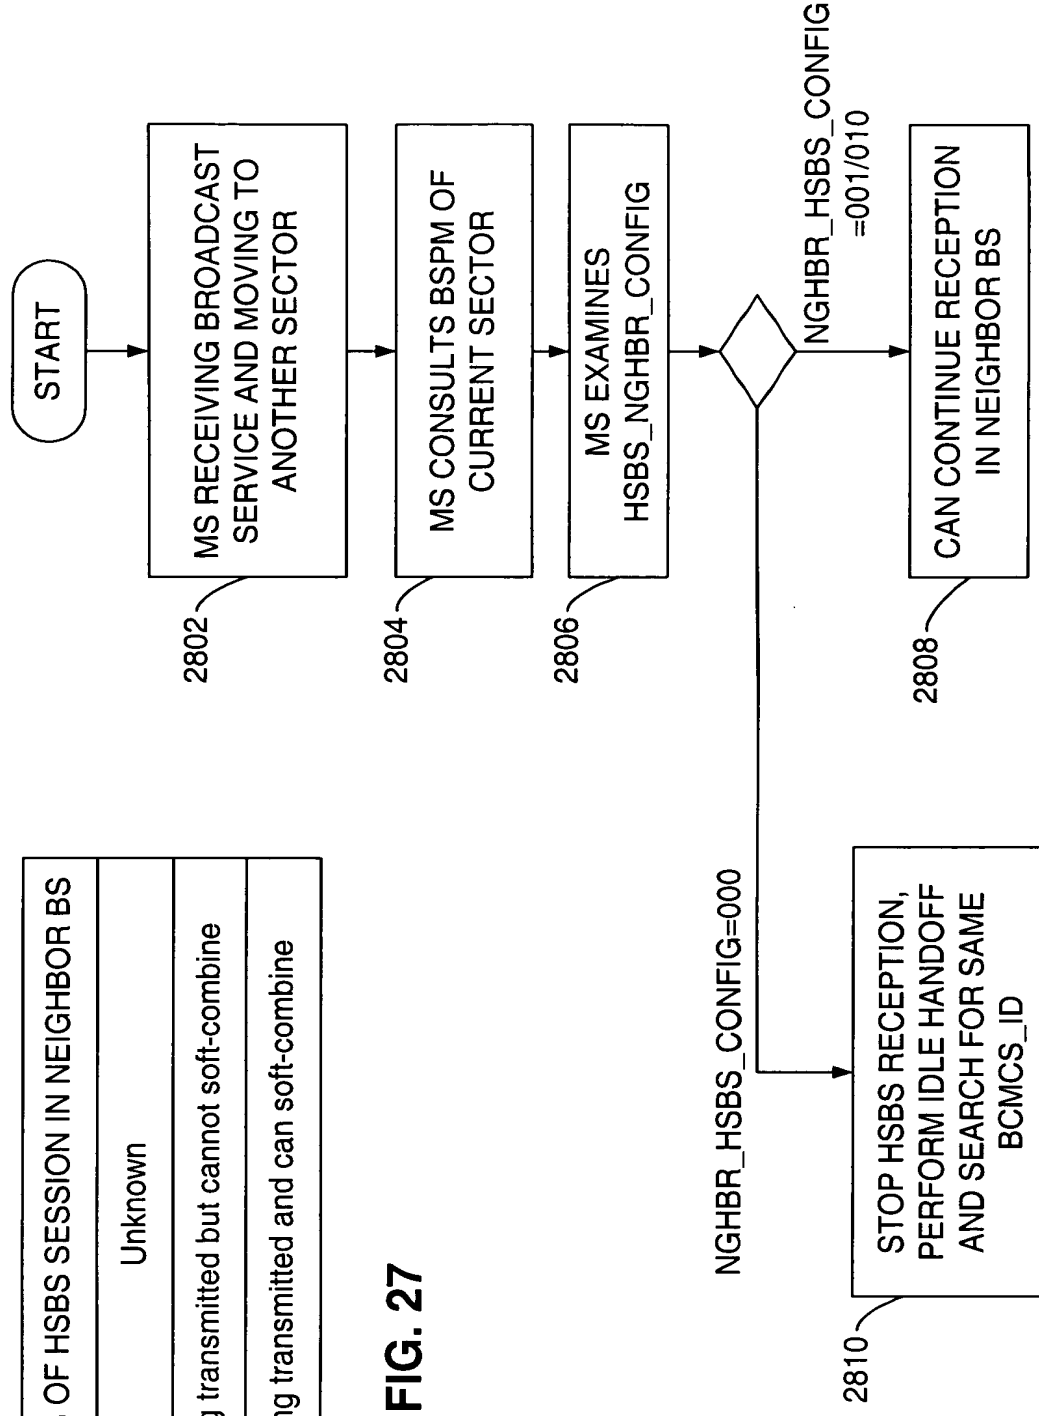 OF HSBS SESSION IN NEIGHBOR BS
Unknown
transmitted but cannot soft-combine
transmitted and can soft-combine
FIG. 27
START
MS RECEIVING BROADCAST
SERVICE AND MOVING TO
ANOTHER SECTOR
2802
MS CONSULTS BSPM OF
CURRENT SECTOR
2804
MS EXAMINES
HSBS_NGHBR_CONFIG
2806
NGHBR_HSBS_CONFIG
=001/010
CAN CONTINUE RECEPTION
IN NEIGHBOR BS
2808
NGHBR_HSBS_CONFIG=000
STOP HSBS RECEPTION,
PERFORM IDLE HANDOFF
AND SEARCH FOR SAME
BCMCS_ID
2810